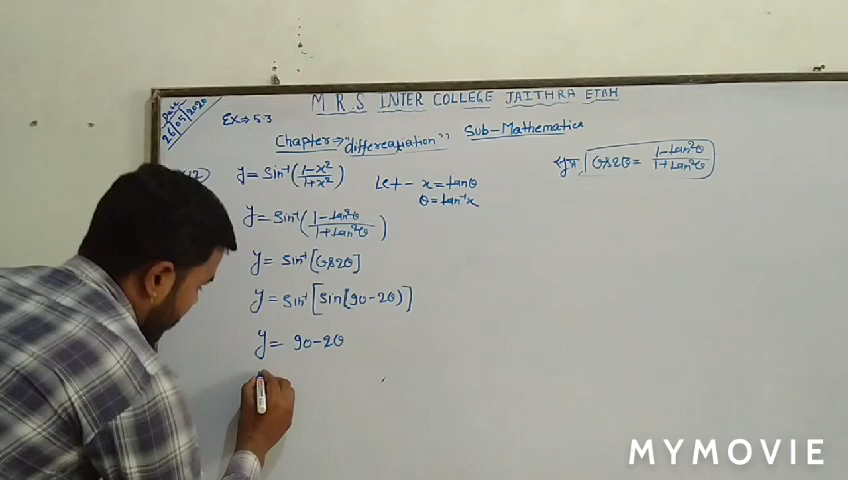 Date
26/05/2020
M R.S INTER COLLEGE JAITHRA ETAH
Ex⇒5.3
Chapter→"differeatiation" Sub-Mathematics
y = Sin⁻¹(1-x²/1+x²) Let- x = tanθ
θ = tan⁻¹x
सूत्र Cos2θ = 1-tan²θ/1+tan²θ
y = Sin⁻¹(1-tan²θ/1+tan²θ)
y = Sin⁻¹[Cos2θ]
y = Sin⁻¹[Sin(90-2θ)]
y = 90-2θ
MYMOVIE